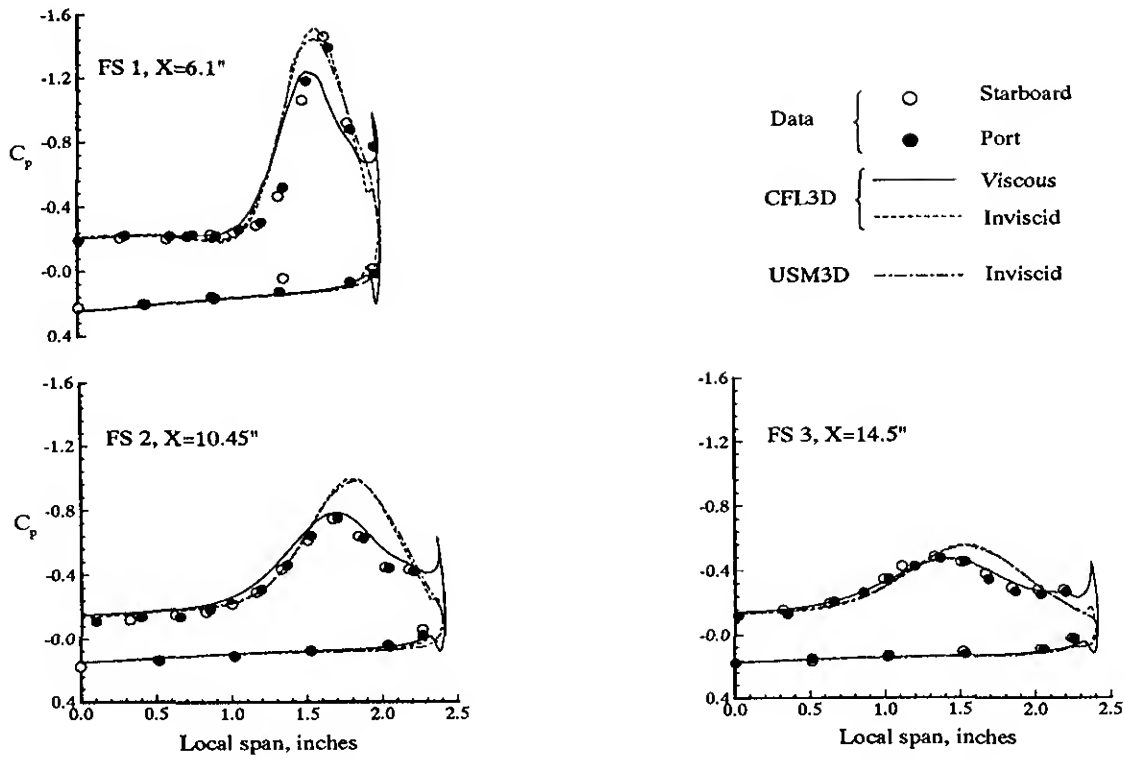 -1.6
FS 1, X=6.1"
-1.2
-0.8
Cp
-0.4
-0.0
0.4
Data
Starboard
Port
CFL3D
Viscous
Inviscid
USM3D
Inviscid
-1.6
FS 2, X=10.45"
-1.2
-0.8
Cp
-0.4
-0.0
0.4
0.0 0.5 1.0 1.5 2.0 2.5
Local span, inches
-1.6
FS 3, X=14.5"
-1.2
-0.8
-0.4
-0.0
0.4
0.0 0.5 1.0 1.5 2.0 2.5
Local span, inches